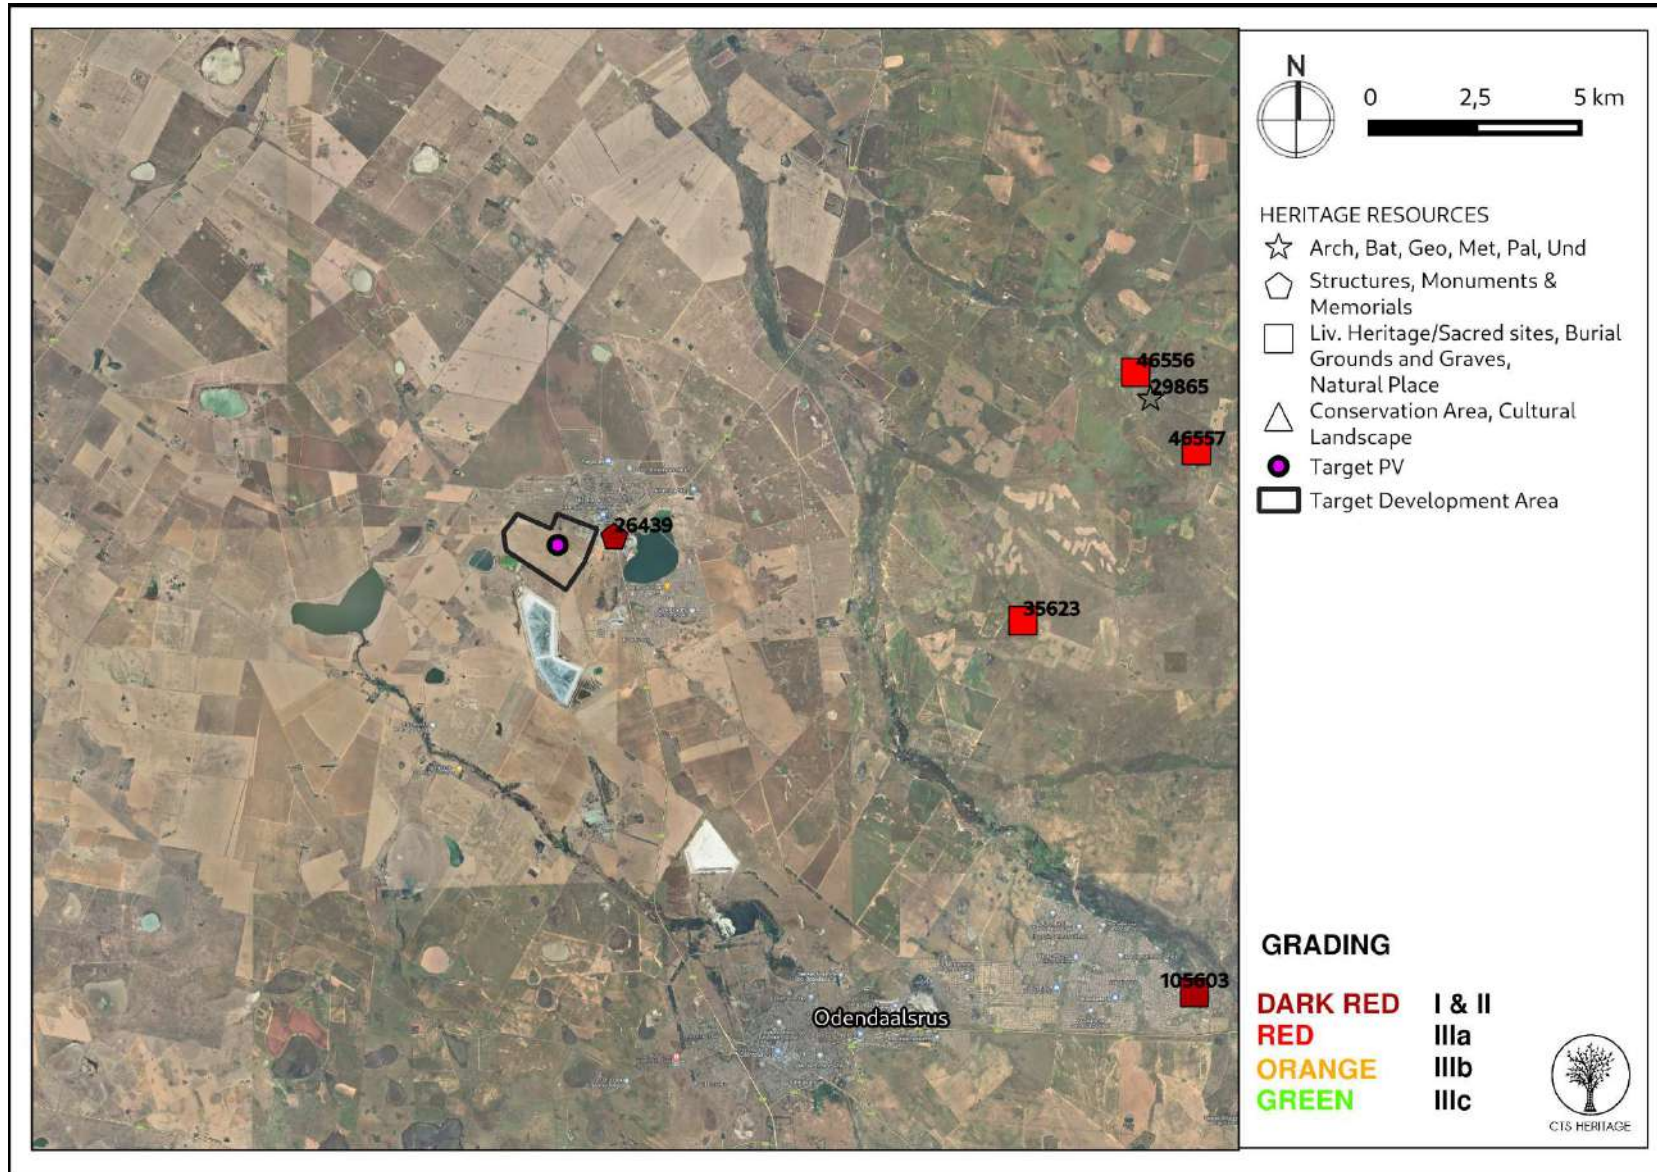 46556
29865
46557
26439
35623
105603
Odendaalsrus
N
0 2,5 5 km
HERITAGE RESOURCES
Arch, Bat, Geo, Met, Pal, Und
Structures, Monuments &
Memorials
Liv. Heritage/Sacred sites, Burial
Grounds and Graves,
Natural Place
Conservation Area, Cultural
Landscape
Target PV
Target Development Area
GRADING
DARK RED I & II
RED IIIa
ORANGE IIIb
GREEN IIIc
CTS HERITAGE